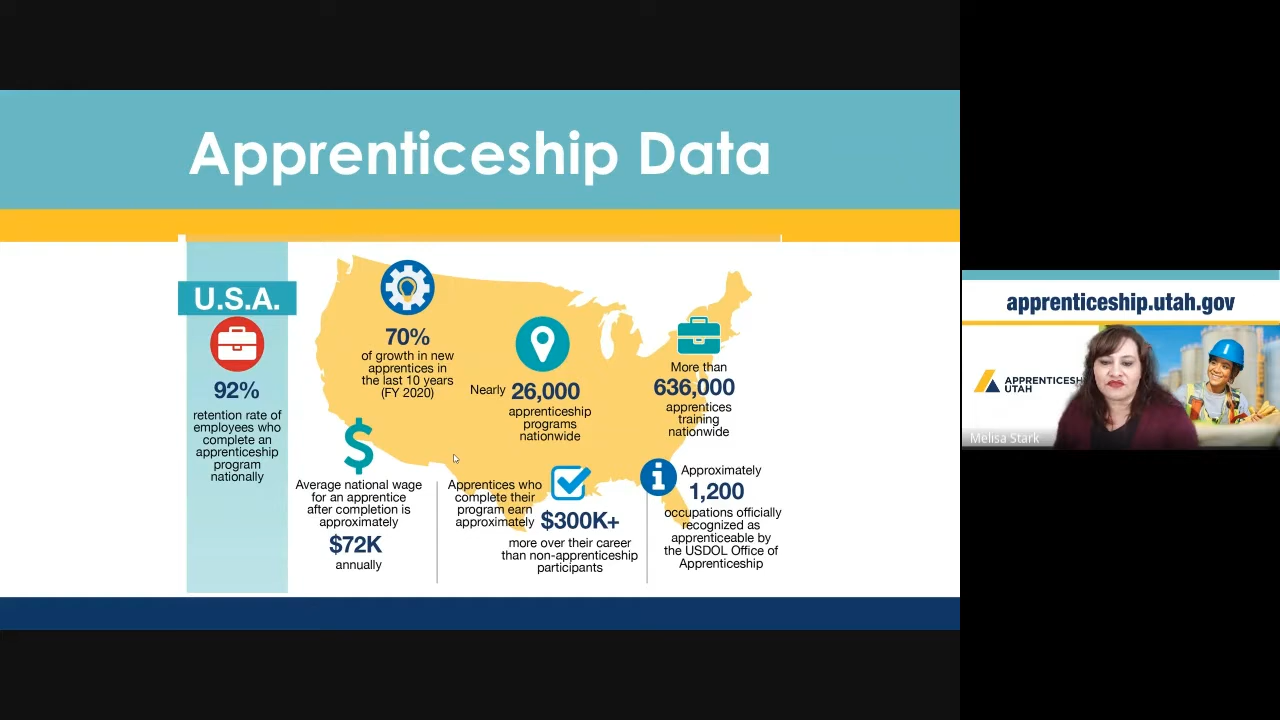 Apprenticeship Data
U.S.A.
92%
retention rate of
employees who
complete an
apprenticeship
program
nationally
70%
of growth in new
apprentices in
the last 10 years
(FY 2020)
Nearly 26,000
apprenticeship
programs
nationwide
More than
636,000
apprentices
training
nationwide
Average national wage
for an apprentice
after completion is
approximately
$72K
annually
Apprentices who
complete their
program earn
approximately $300K+
more over their career
than non-apprenticeship
participants
Approximately
1,200
occupations officially
recognized as
apprenticeable by
the USDOL Office of
Apprenticeship
apprenticeship.utah.gov
APPRENTICESH
UTAH
Melisa Stark